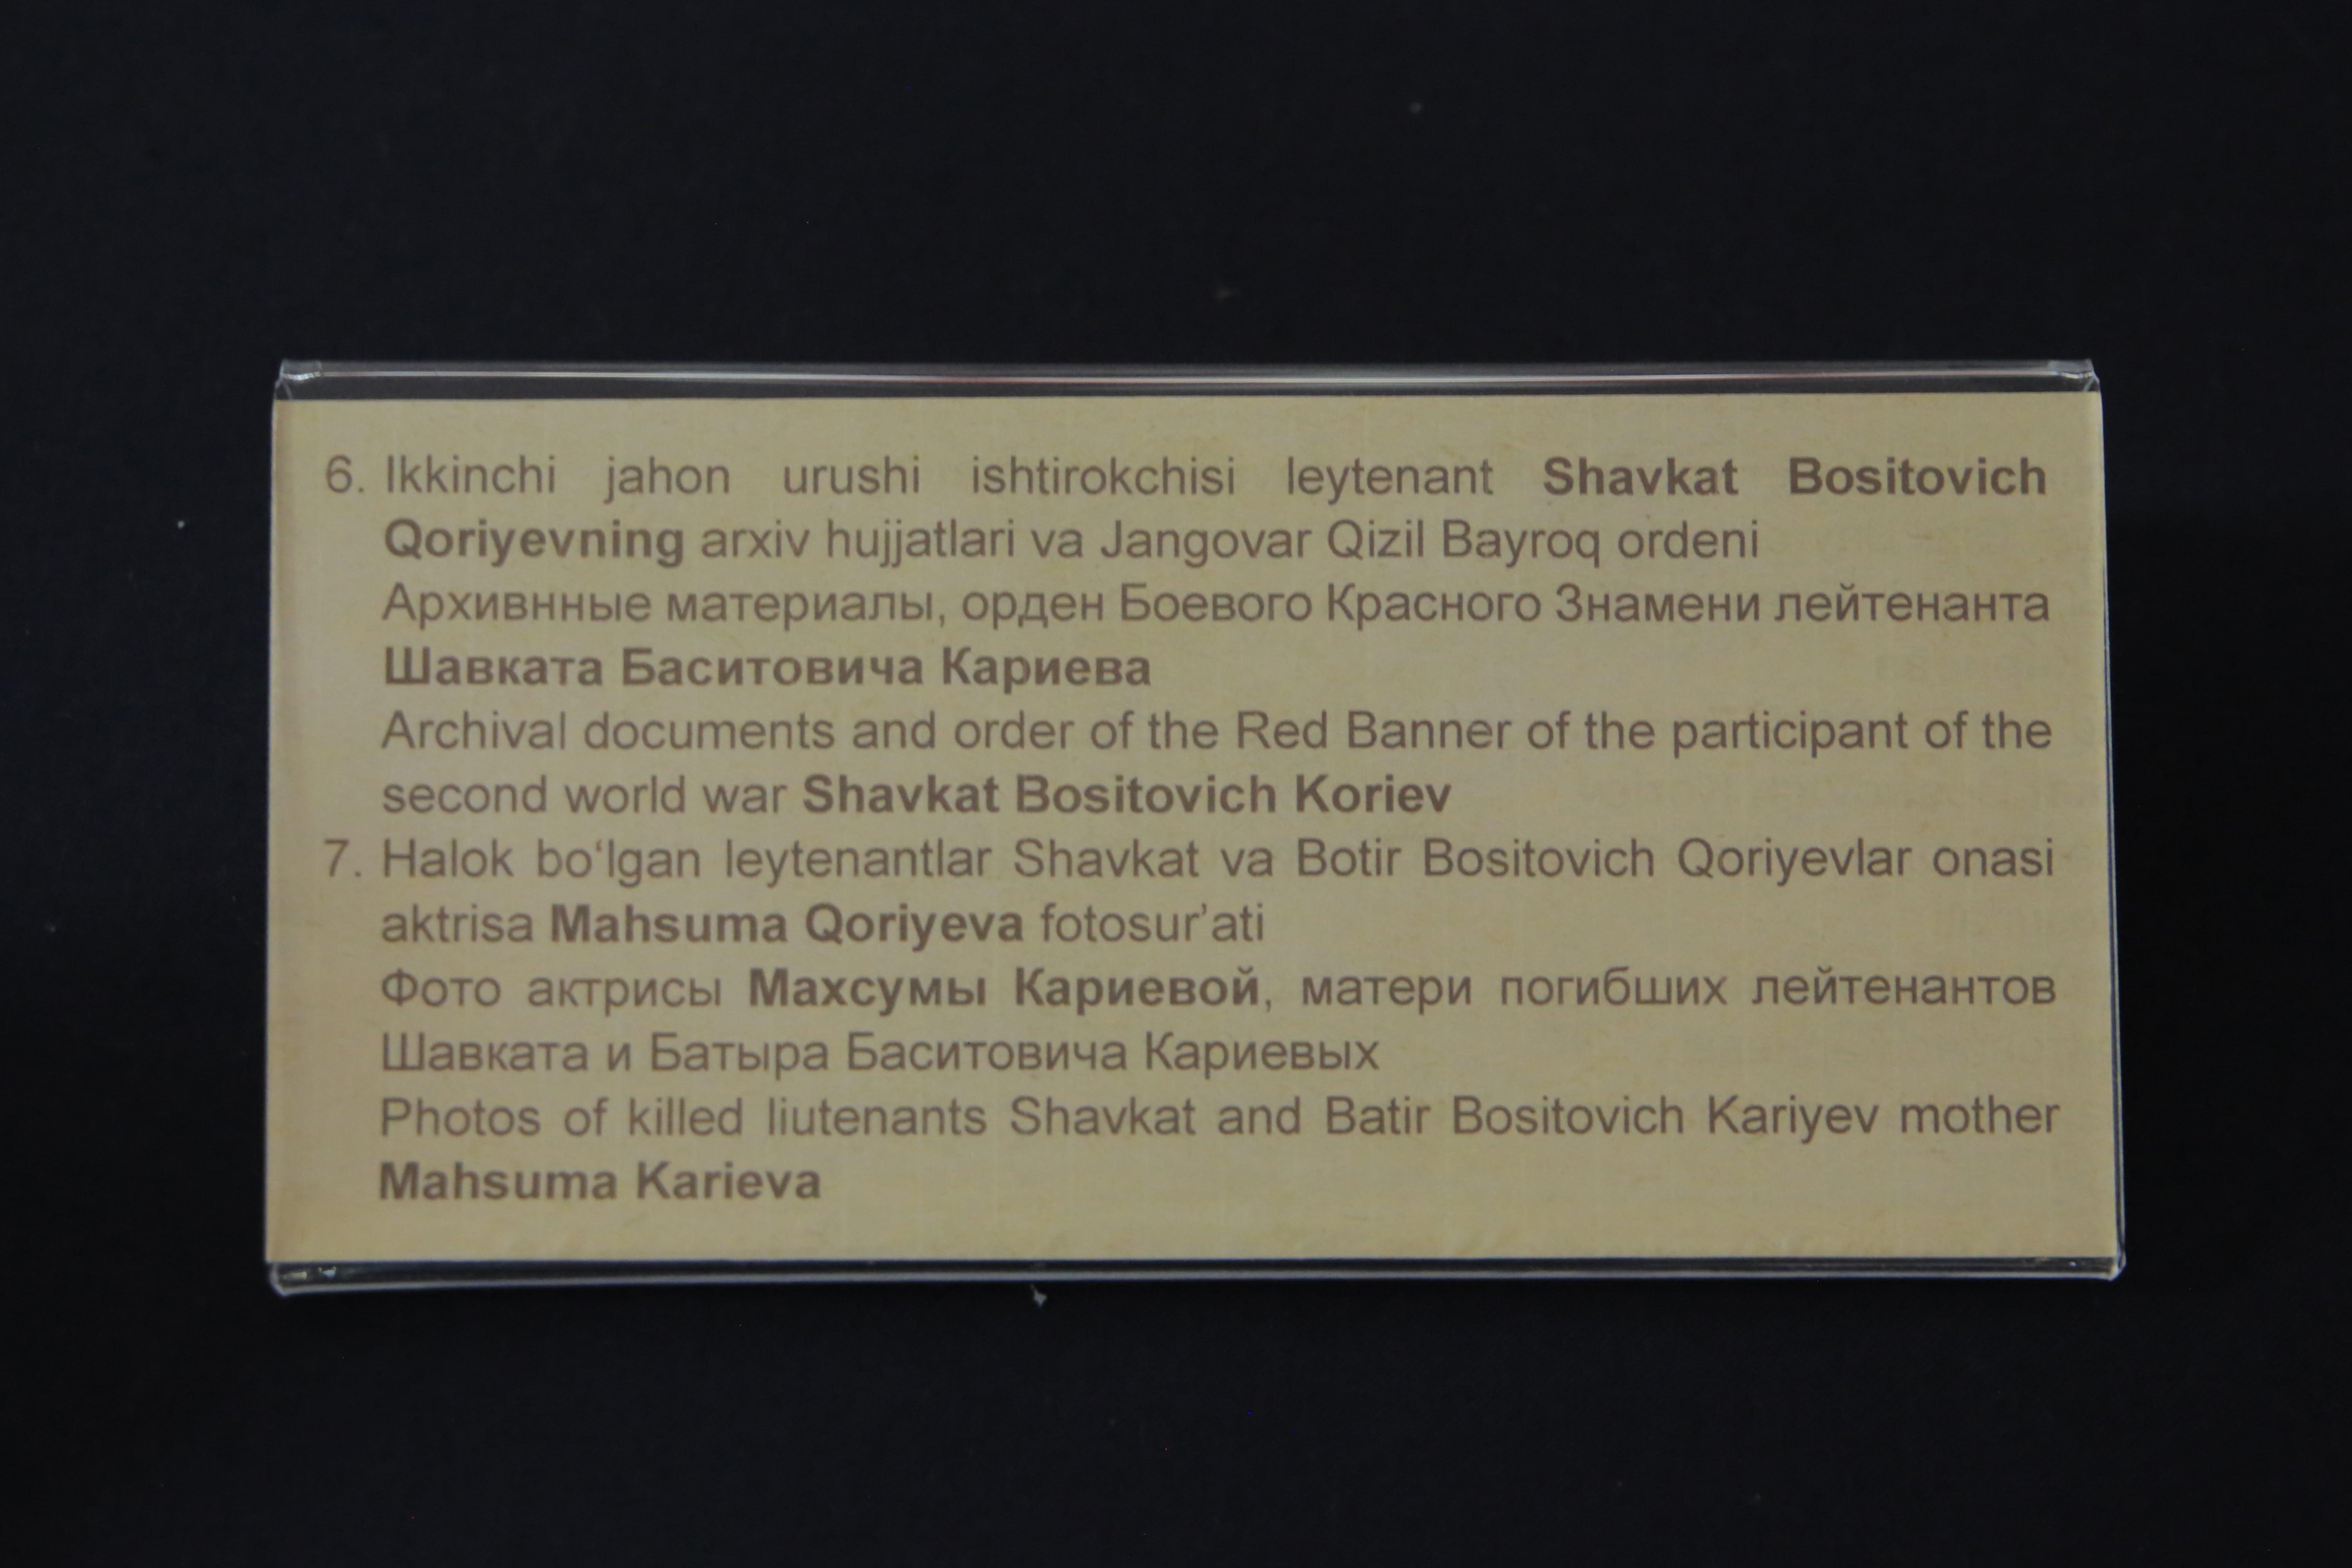 6. Ikkinchi jahon urushi ishtirokchisi leytenant Shavkat Bositovich
Qoriyevning arxiv hujjatlari va Jangovar Qizil Bayroq ordeni
Архивнные материалы, орден Боевого Красного Знамени лейтенанта
Шавката Баситовича Кариева
Archival documents and order of the Red Banner of the participant of the
second world war Shavkat Bositovich Koriev
7. Halok bo‘lgan leytenantlar Shavkat va Botir Bositovich Qoriyevlar onasi
aktrisa Mahsuma Qoriyeva fotosur’ati
Фото актрисы Махсумы Кариевой, матери погибших лейтенантов
Шавката и Батыра Баситовича Кариевых
Photos of killed liutenants Shavkat and Batir Bositovich Kariyev mother
Mahsuma Karieva